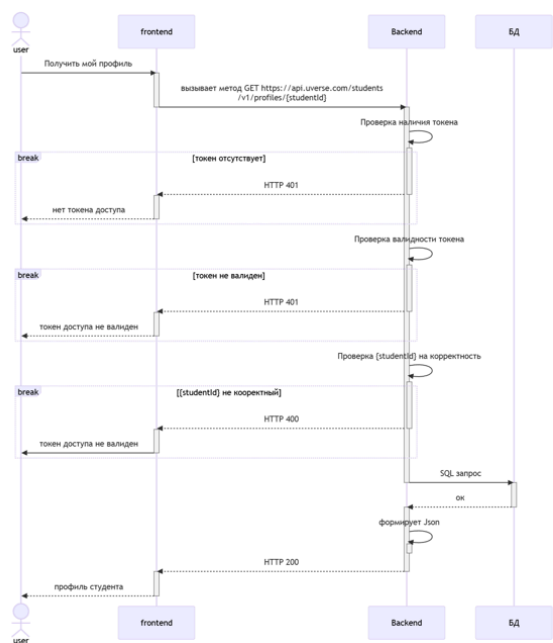 frontend
Backend
БД
user
Получить мой профиль
вызывает метод GET https://api.uverse.com/students
/v1/profiles/{studentId}
Проверка наличия токена
break
[токен отсутствует]
HTTP 401
нет токена доступа
Проверка валидности токена
break
[токен не валиден]
HTTP 401
токен доступа не валиден
Проверка {studentId} на корректность
break
[{studentId} не кооректный]
HTTP 400
токен доступа не валиден
SQL запрос
ок
формирует Json
HTTP 200
профиль студента
frontend
Backend
БД
user